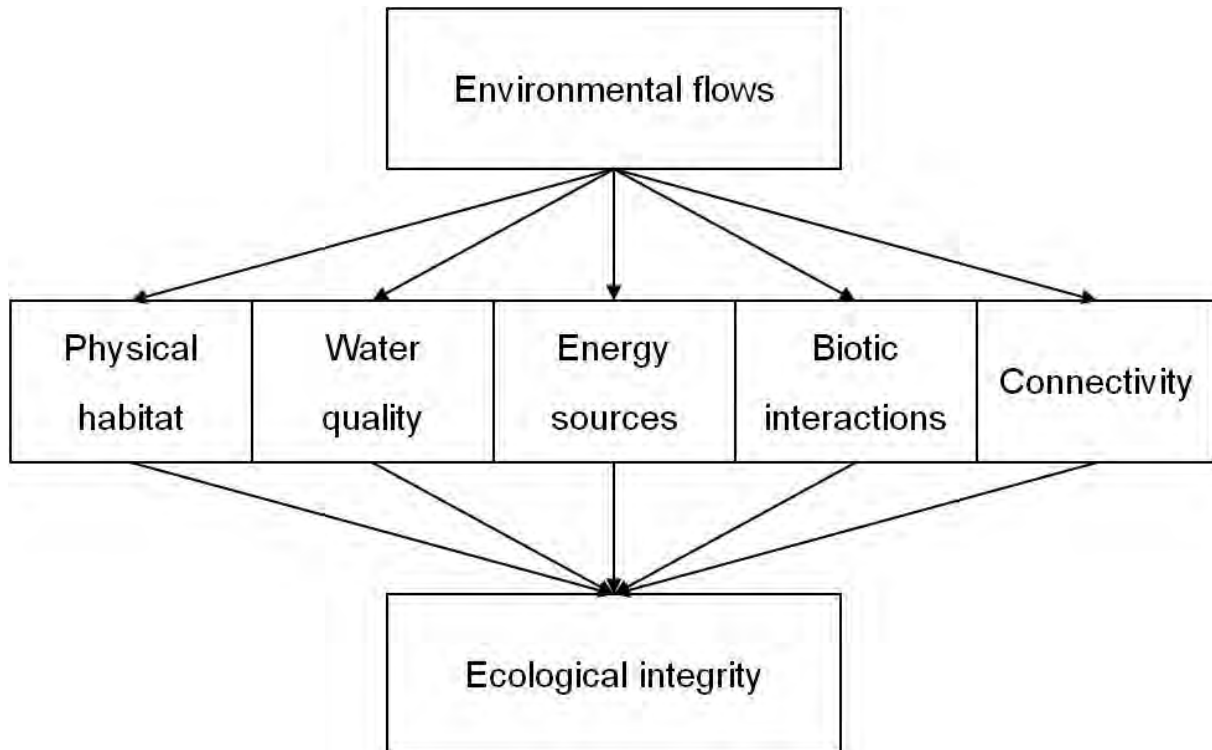 Environmental flows
Physical
habitat
Water
quality
Energy
sources
Biotic
interactions
Connectivity
Ecological integrity